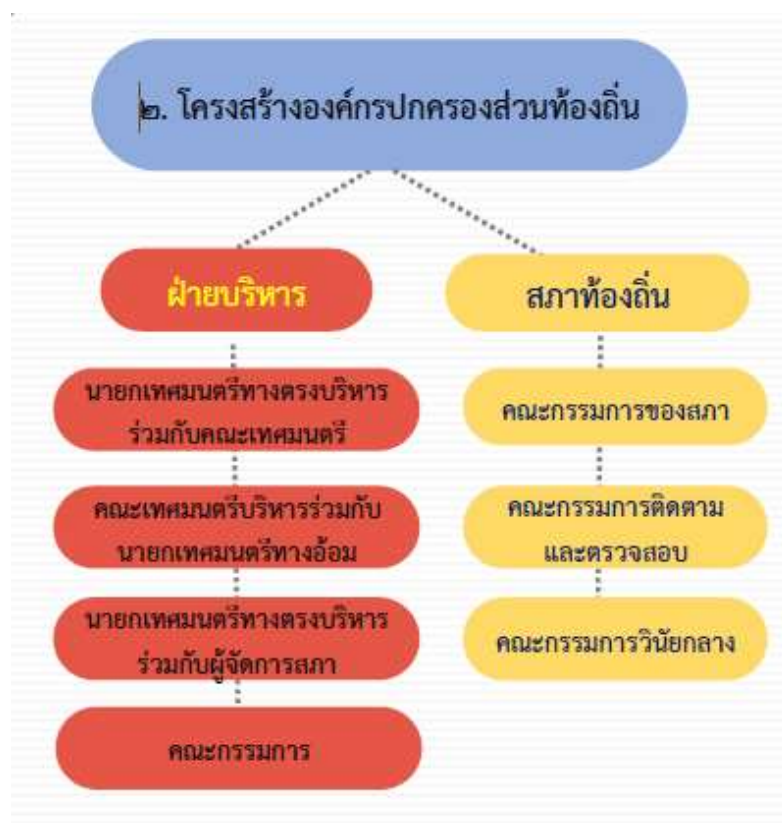 ๒. โครงสร้างองค์กรปกครองส่วนท้องถิ่น
ฝ่ายบริหาร
นายกเทศมนตรีทางตรงบริหาร
ร่วมกับคณะเทศมนตรี
คณะเทศมนตรีบริหารร่วมกับ
นายกเทศมนตรีทางอ้อม
นายกเทศมนตรีทางตรงบริหาร
ร่วมกับผู้จัดการสภา
คณะกรรมการ
สภาท้องถิ่น
คณะกรรมการของสภา
คณะกรรมการติดตาม
และตรวจสอบ
คณะกรรมการวินัยกลาง